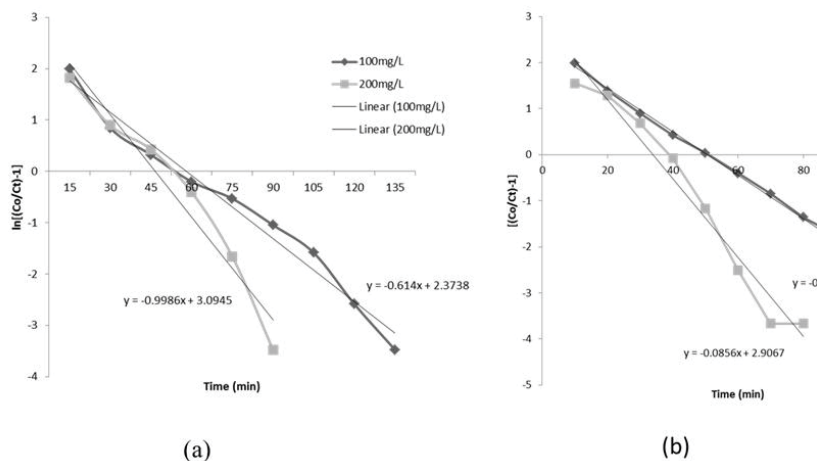 3
2
1
0
-1
-2
-3
-4
15 30 45 60 75 90 105 120 135
ln[(Co/Ct)-1]
Time (min)
100mg/L
200mg/L
Linear (100mg/L)
Linear (200mg/L)
y = -0.9986x + 3.0945
y = -0.614x + 2.3738
(a)
3
2
1
0
-1
-2
-3
-4
-5
0 20 40 60 80
[(Co/Ct)-1]
Time (min)
y = -0.0856x + 2.9067
y = -0
(b)